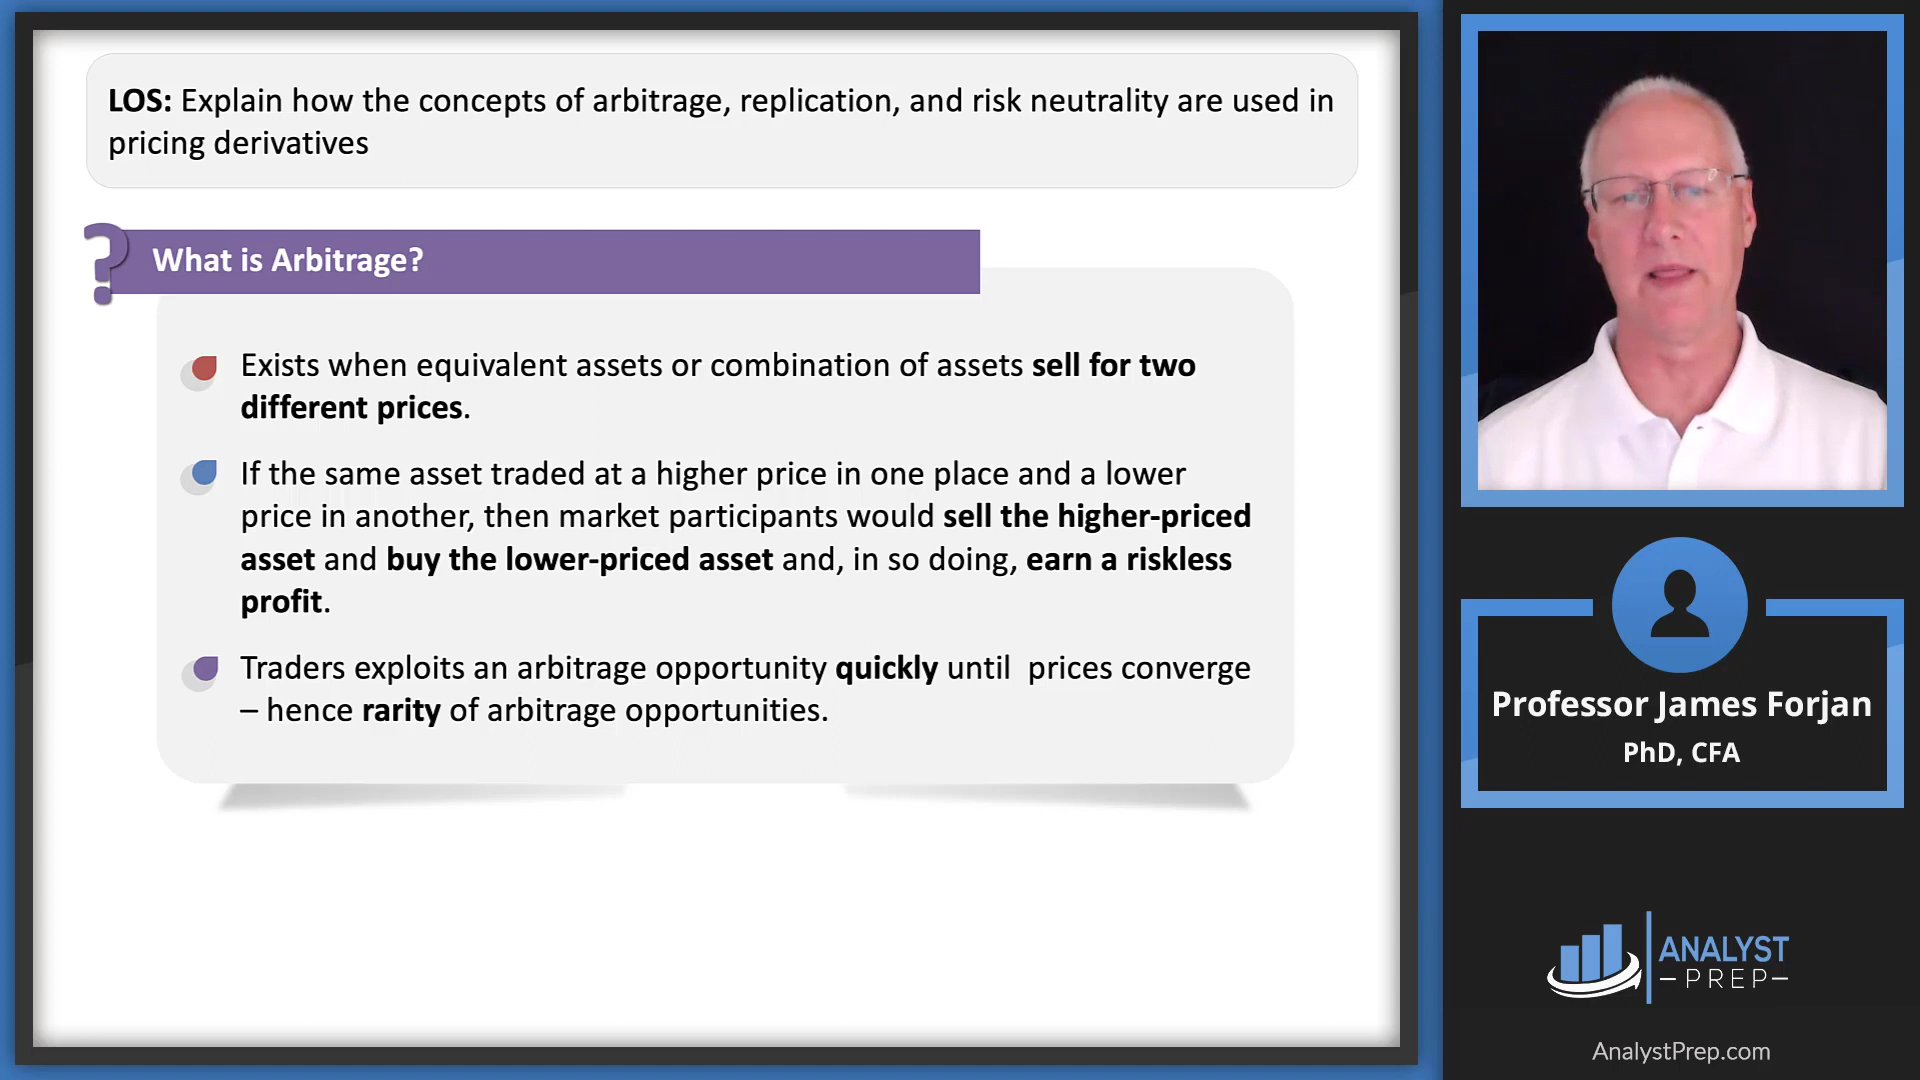 LOS: Explain how the concepts of arbitrage, replication, and risk neutrality are used in
pricing derivatives
? What is Arbitrage?
Exists when equivalent assets or combination of assets sell for two
different prices.
If the same asset traded at a higher price in one place and a lower
price in another, then market participants would sell the higher-priced
asset and buy the lower-priced asset and, in so doing, earn a riskless
profit.
Traders exploits an arbitrage opportunity quickly until prices converge
– hence rarity of arbitrage opportunities.
Professor James Forjan
PhD, CFA
ANALYST
PREP
AnalystPrep.com